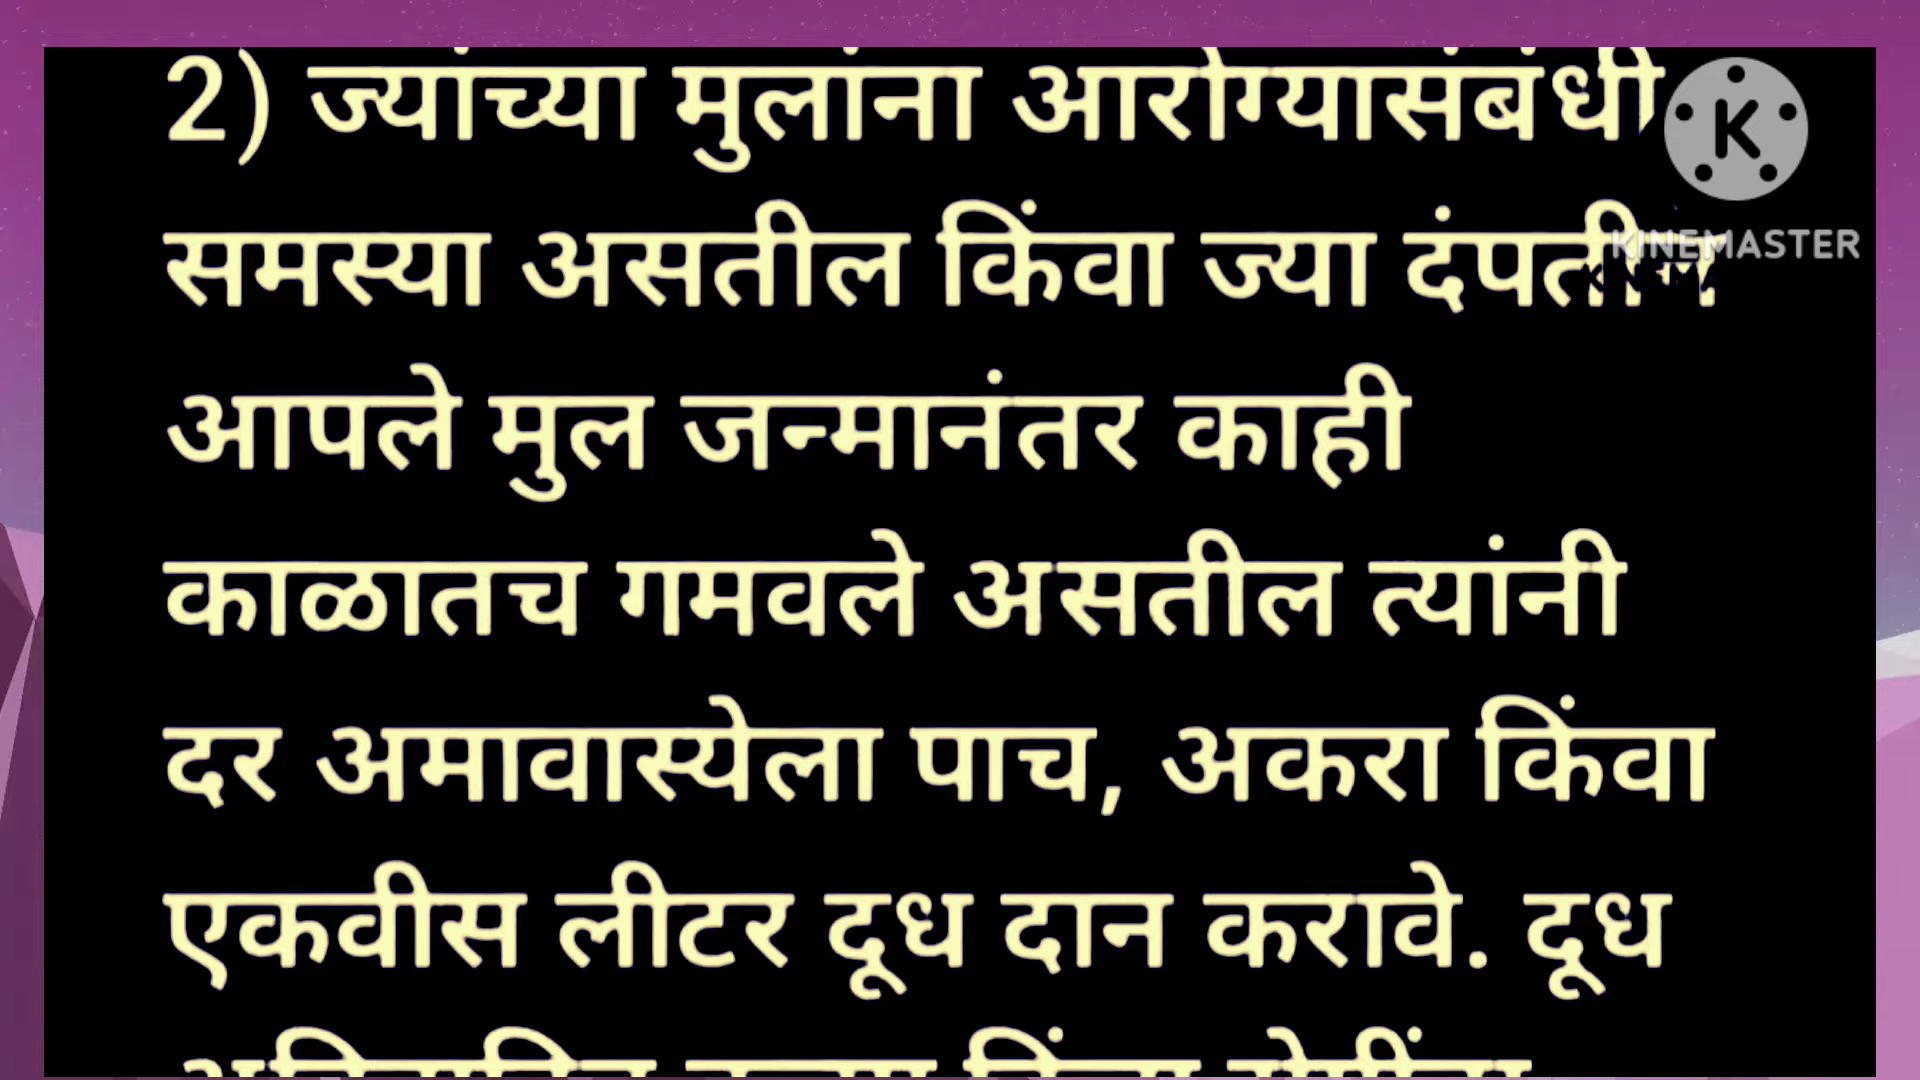 2) ज्यांच्या मुलांना आरोग्यासंबंधी
समस्या असतील किंवा ज्या दंपतीने
आपले मुल जन्मानंतर काही
काळातच गमवले असतील त्यांनी
दर अमावास्येला पाच, अकरा किंवा
एकवीस लीटर दूध दान करावे. दूध
K
KINEMASTER